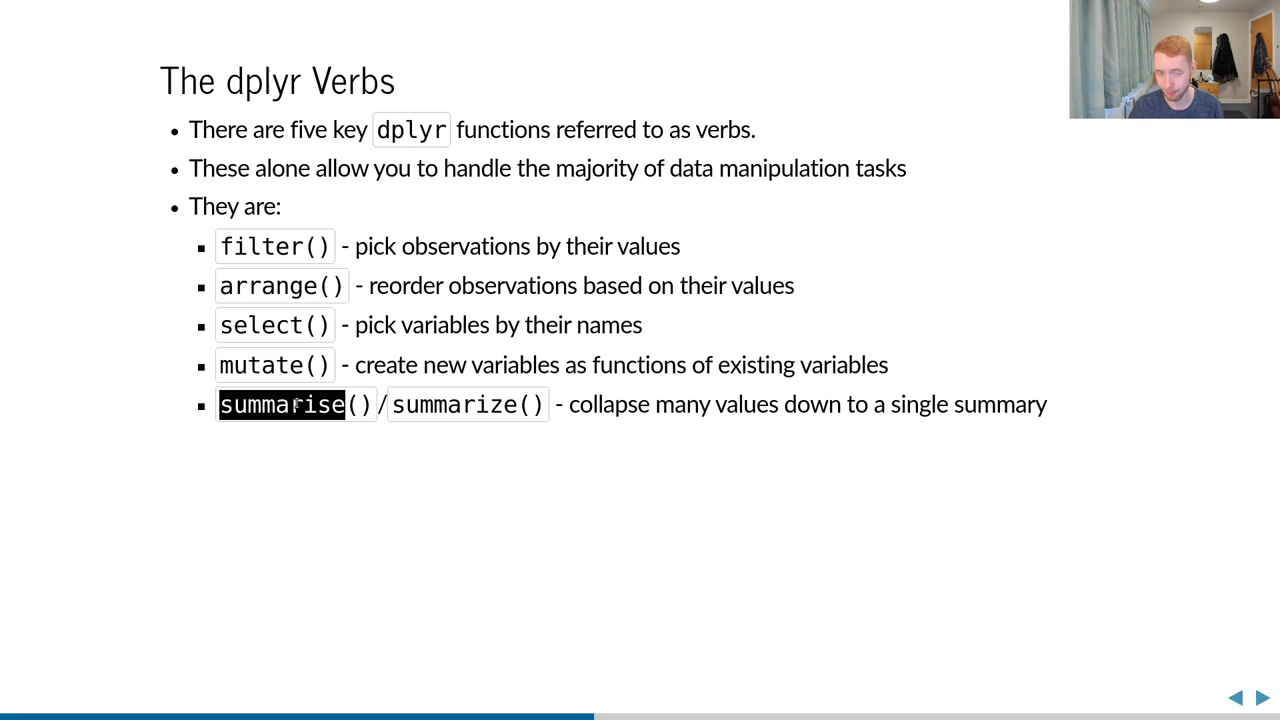 The dplyr Verbs
• There are five key dplyr functions referred to as verbs.
• These alone allow you to handle the majority of data manipulation tasks
• They are:
▪ filter() - pick observations by their values
▪ arrange() - reorder observations based on their values
▪ select() - pick variables by their names
▪ mutate() - create new variables as functions of existing variables
▪ summarise()/summarize() - collapse many values down to a single summary